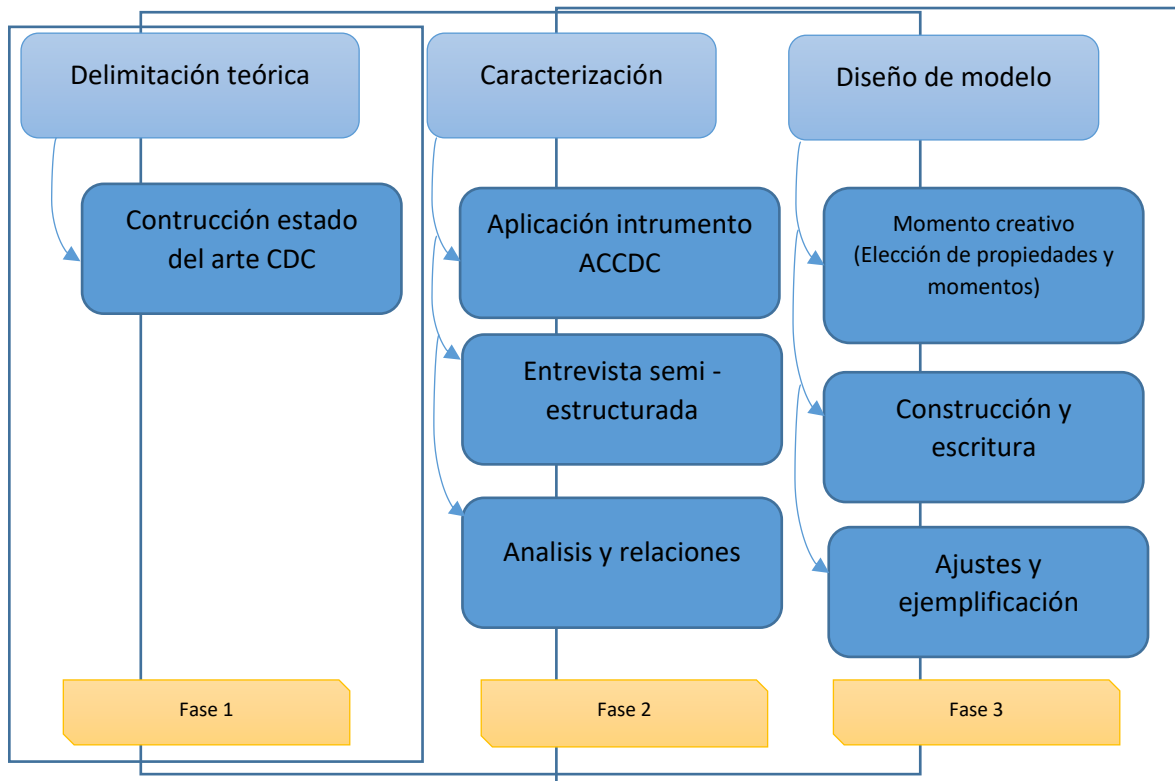 Delimitación teórica
Contrucción estado
del arte CDC
Fase 1
Caracterización
Aplicación intrumento
ACCDC
Entrevista semi -
estructurada
Analisis y relaciones
Fase 2
Diseño de modelo
Momento creativo
(Elección de propiedades y
momentos)
Construcción y
escritura
Ajustes y
ejemplificación
Fase 3